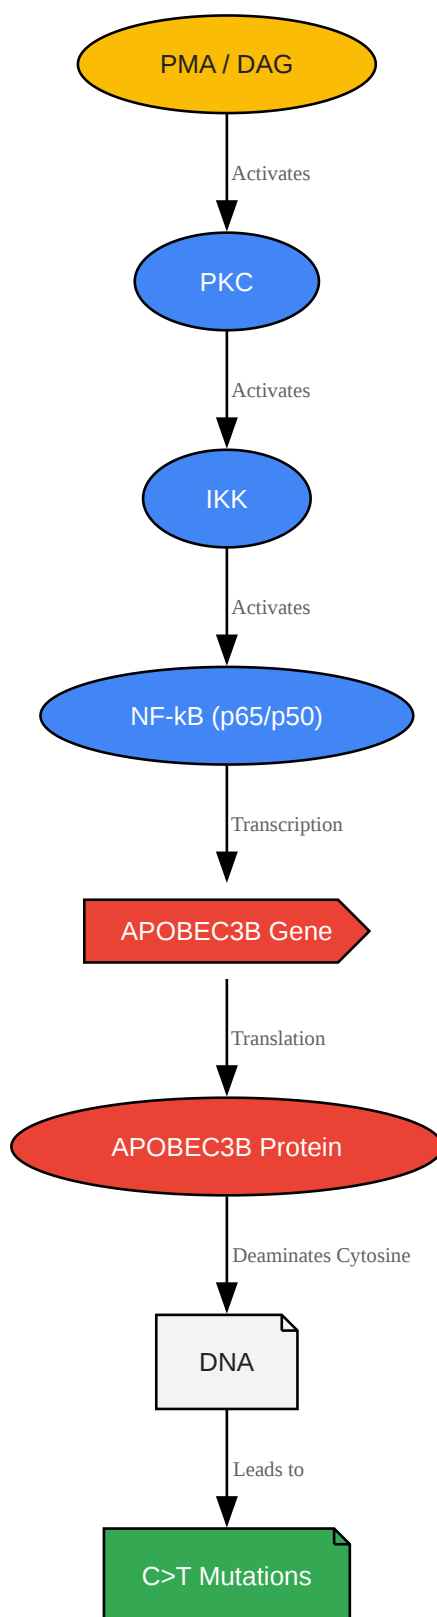 PMA / DAG
Activates
PKC
Activates
IKK
Activates
NF-kB (p65/p50)
Transcription
APOBEC3B Gene
Translation
APOBEC3B Protein
Deaminates Cytosine
DNA
Leads to
C>T Mutations